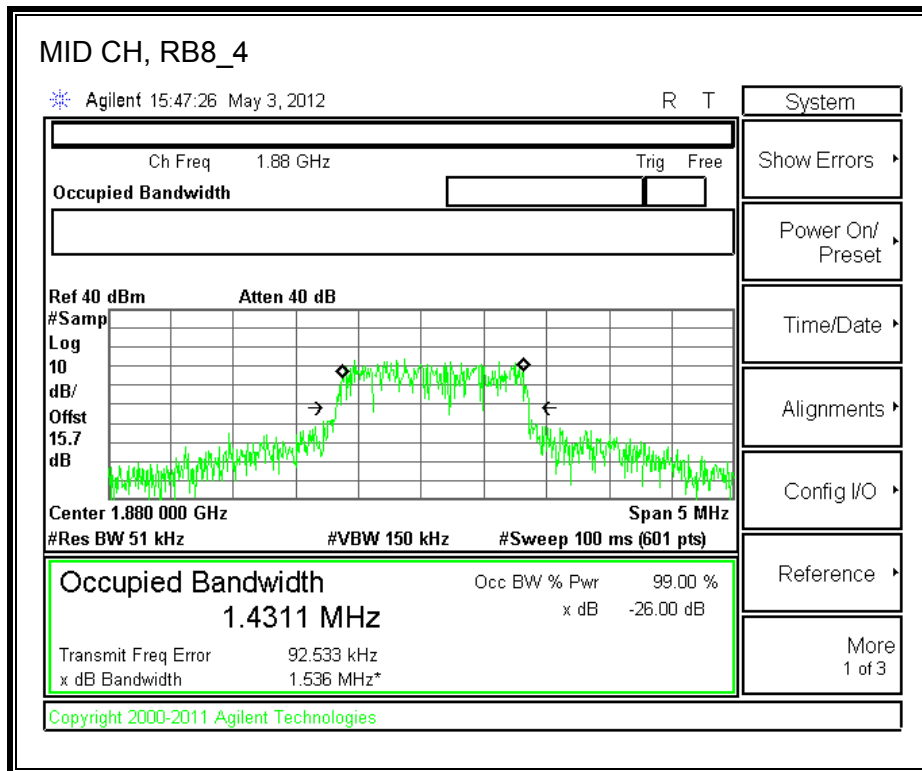 MID CH, RB8_4
Agilent 15:47:26 May 3, 2012 R T
System
Ch Freq 1.88 GHz Trig Free
Show Errors
Occupied Bandwidth
Power On/
Preset
Ref 40 dBm Atten 40 dB
#Samp
Log
10
dB/
Offst
15.7
dB
Time/Date
Alignments
Config I/O
Center 1.880 000 GHz Span 5 MHz
#Res BW 51 kHz #VBW 150 kHz #Sweep 100 ms (601 pts)
Occupied Bandwidth Occ BW % Pwr 99.00 %
1.4311 MHz x dB -26.00 dB
Reference
Transmit Freq Error 92.533 kHz
x dB Bandwidth 1.536 MHz*
More
1 of 3
Copyright 2000-2011 Agilent Technologies